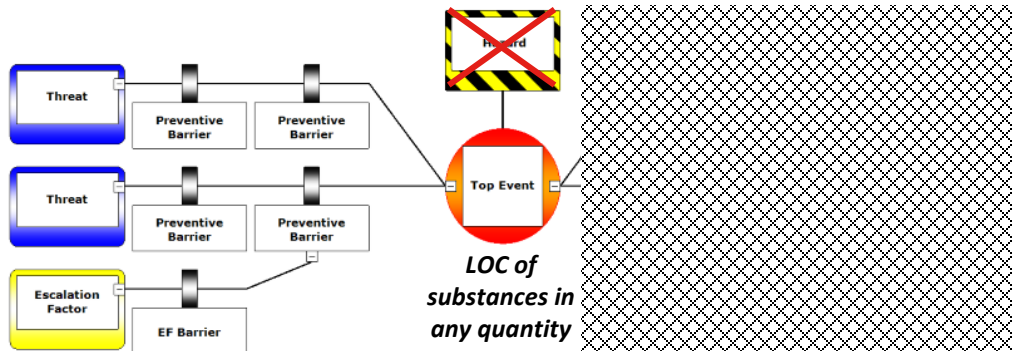 Hazard
Threat
Preventive
Barrier
Preventive
Barrier
Threat
Top Event
Preventive
Barrier
Preventive
Barrier
LOC of
substances in
any quantity
Escalation
Factor
EF Barrier